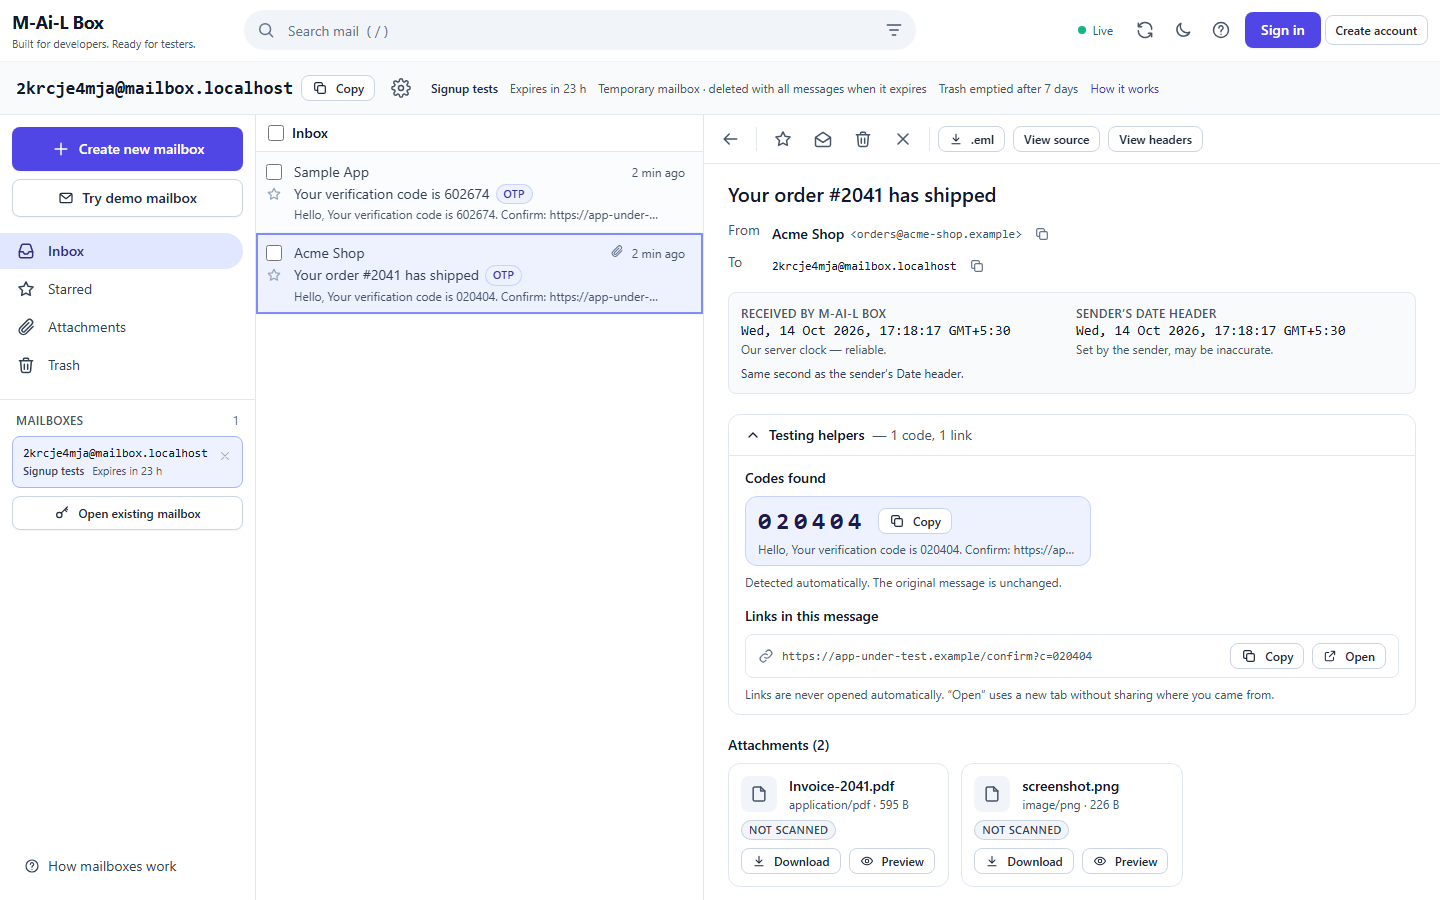 M-Ai-L Box
Built for developers. Ready for testers.
Search mail ( / )
Live
Sign in
Create account
2krcje4mja@mailbox.localhost
Copy
Signup tests
Expires in 23 h
Temporary mailbox · deleted with all messages when it expires
Trash emptied after 7 days
How it works
Create new mailbox
Try demo mailbox
Inbox
Starred
Attachments
Trash
MAILBOXES 1
2krcje4mja@mailbox.localhost
Signup tests Expires in 23 h
Open existing mailbox
How mailboxes work
Inbox
Sample App 2 min ago
Your verification code is 602674 OTP
Hello, Your verification code is 602674. Confirm: https://app-under-...
Acme Shop 2 min ago
Your order #2041 has shipped OTP
Hello, Your verification code is 020404. Confirm: https://app-under-...
.eml
View source
View headers
Your order #2041 has shipped
From Acme Shop <orders@acme-shop.example>
To 2krcje4mja@mailbox.localhost
RECEIVED BY M-AI-L BOX
Wed, 14 Oct 2026, 17:18:17 GMT+5:30
Our server clock — reliable.
SENDER'S DATE HEADER
Wed, 14 Oct 2026, 17:18:17 GMT+5:30
Set by the sender, may be inaccurate.
Same second as the sender's Date header.
Testing helpers — 1 code, 1 link
Codes found
020404 Copy
Hello, Your verification code is 020404. Confirm: https://ap...
Detected automatically. The original message is unchanged.
Links in this message
https://app-under-test.example/confirm?c=020404 Copy Open
Links are never opened automatically. “Open” uses a new tab without sharing where you came from.
Attachments (2)
Invoice-2041.pdf
application/pdf · 595 B
NOT SCANNED
Download Preview
screenshot.png
image/png · 226 B
NOT SCANNED
Download Preview